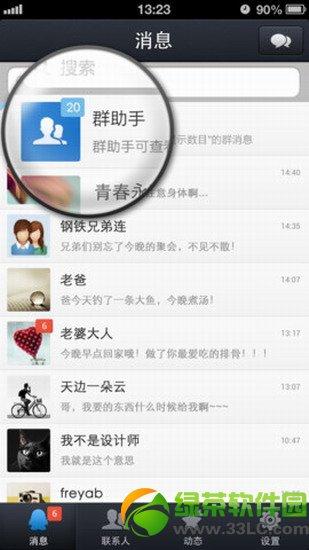 13:23
90%
消息
搜索
20
群助手
群助手可查看
示数目"的群消息
14:40
青春永
在意身体啊...
钢铁兄弟连
14:25
兄弟们别忘了今晚的聚会，不见不散！
老爸
14:07
爸今天钓了一条大鱼，今晚煮汤！
6
老婆大人
13:17
今晚早点回家哦！做了你最爱吃的排骨！！！
天边一朵云
13:03
哥，我要的东西什么时候给我啊~~~
我不是设计师
10:47
我就是这个意思
freyab
绿茶软件园
www.33LC.com
6
消息
联系人
动态
设置